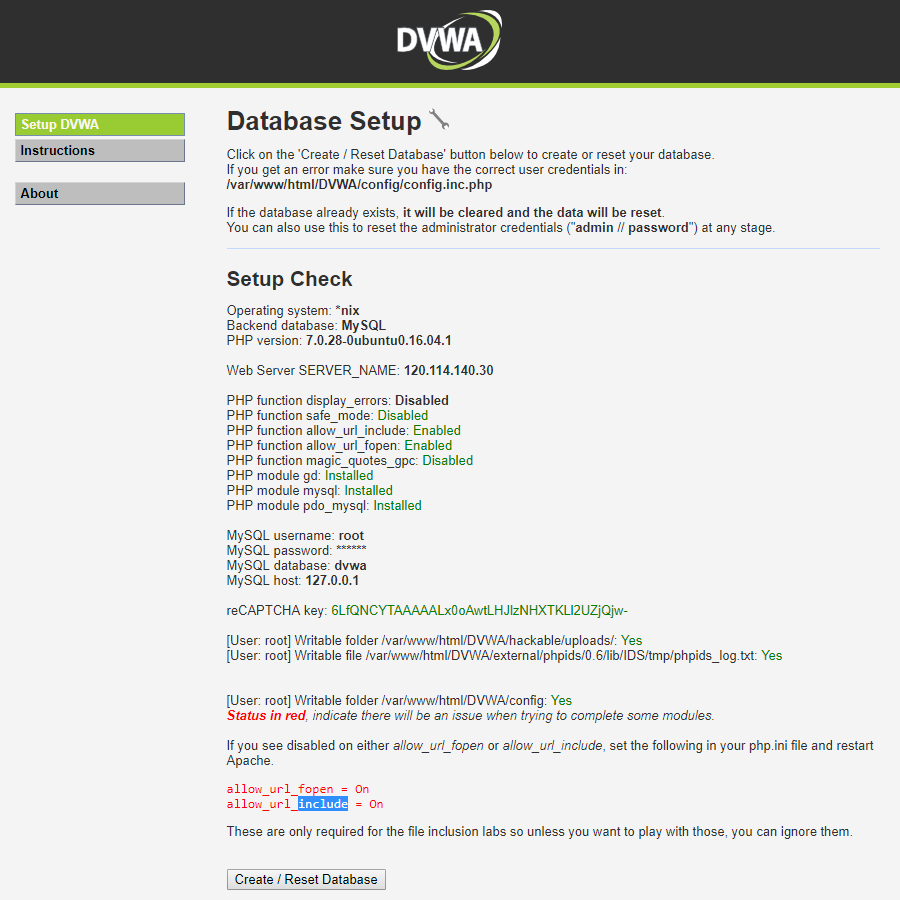 DVWA
Setup DVWA
Instructions
About
Database Setup
Click on the 'Create / Reset Database' button below to create or reset your database.
If you get an error make sure you have the correct user credentials in:
/var/www/html/DVWA/config/config.inc.php
If the database already exists, it will be cleared and the data will be reset.
You can also use this to reset the administrator credentials ("admin // password") at any stage.
Setup Check
Operating system: *nix
Backend database: MySQL
PHP version: 7.0.28-0ubuntu0.16.04.1
Web Server SERVER_NAME: 120.114.140.30
PHP function display_errors: Disabled
PHP function safe_mode: Disabled
PHP function allow_url_include: Enabled
PHP function allow_url_fopen: Enabled
PHP function magic_quotes_gpc: Disabled
PHP module gd: Installed
PHP module mysql: Installed
PHP module pdo_mysql: Installed
MySQL username: root
MySQL password: ******
MySQL database: dvwa
MySQL host: 127.0.0.1
reCAPTCHA key:
[User: root] Writable folder /var/www/html/DVWA/hackable/uploads/: Yes
[User: root] Writable file /var/www/html/DVWA/external/phpids/0.6/lib/IDS/tmp/phpids_log.txt: Yes
[User: root] Writable folder /var/www/html/DVWA/config: Yes
Status in red, indicate there will be an issue when trying to complete some modules.
If you see disabled on either allow_url_fopen or allow_url_include, set the following in your php.ini file and restart
Apache.
allow_url_fopen = On
allow_url_include = On
These are only required for the file inclusion labs so unless you want to play with those, you can ignore them.
Create / Reset Database